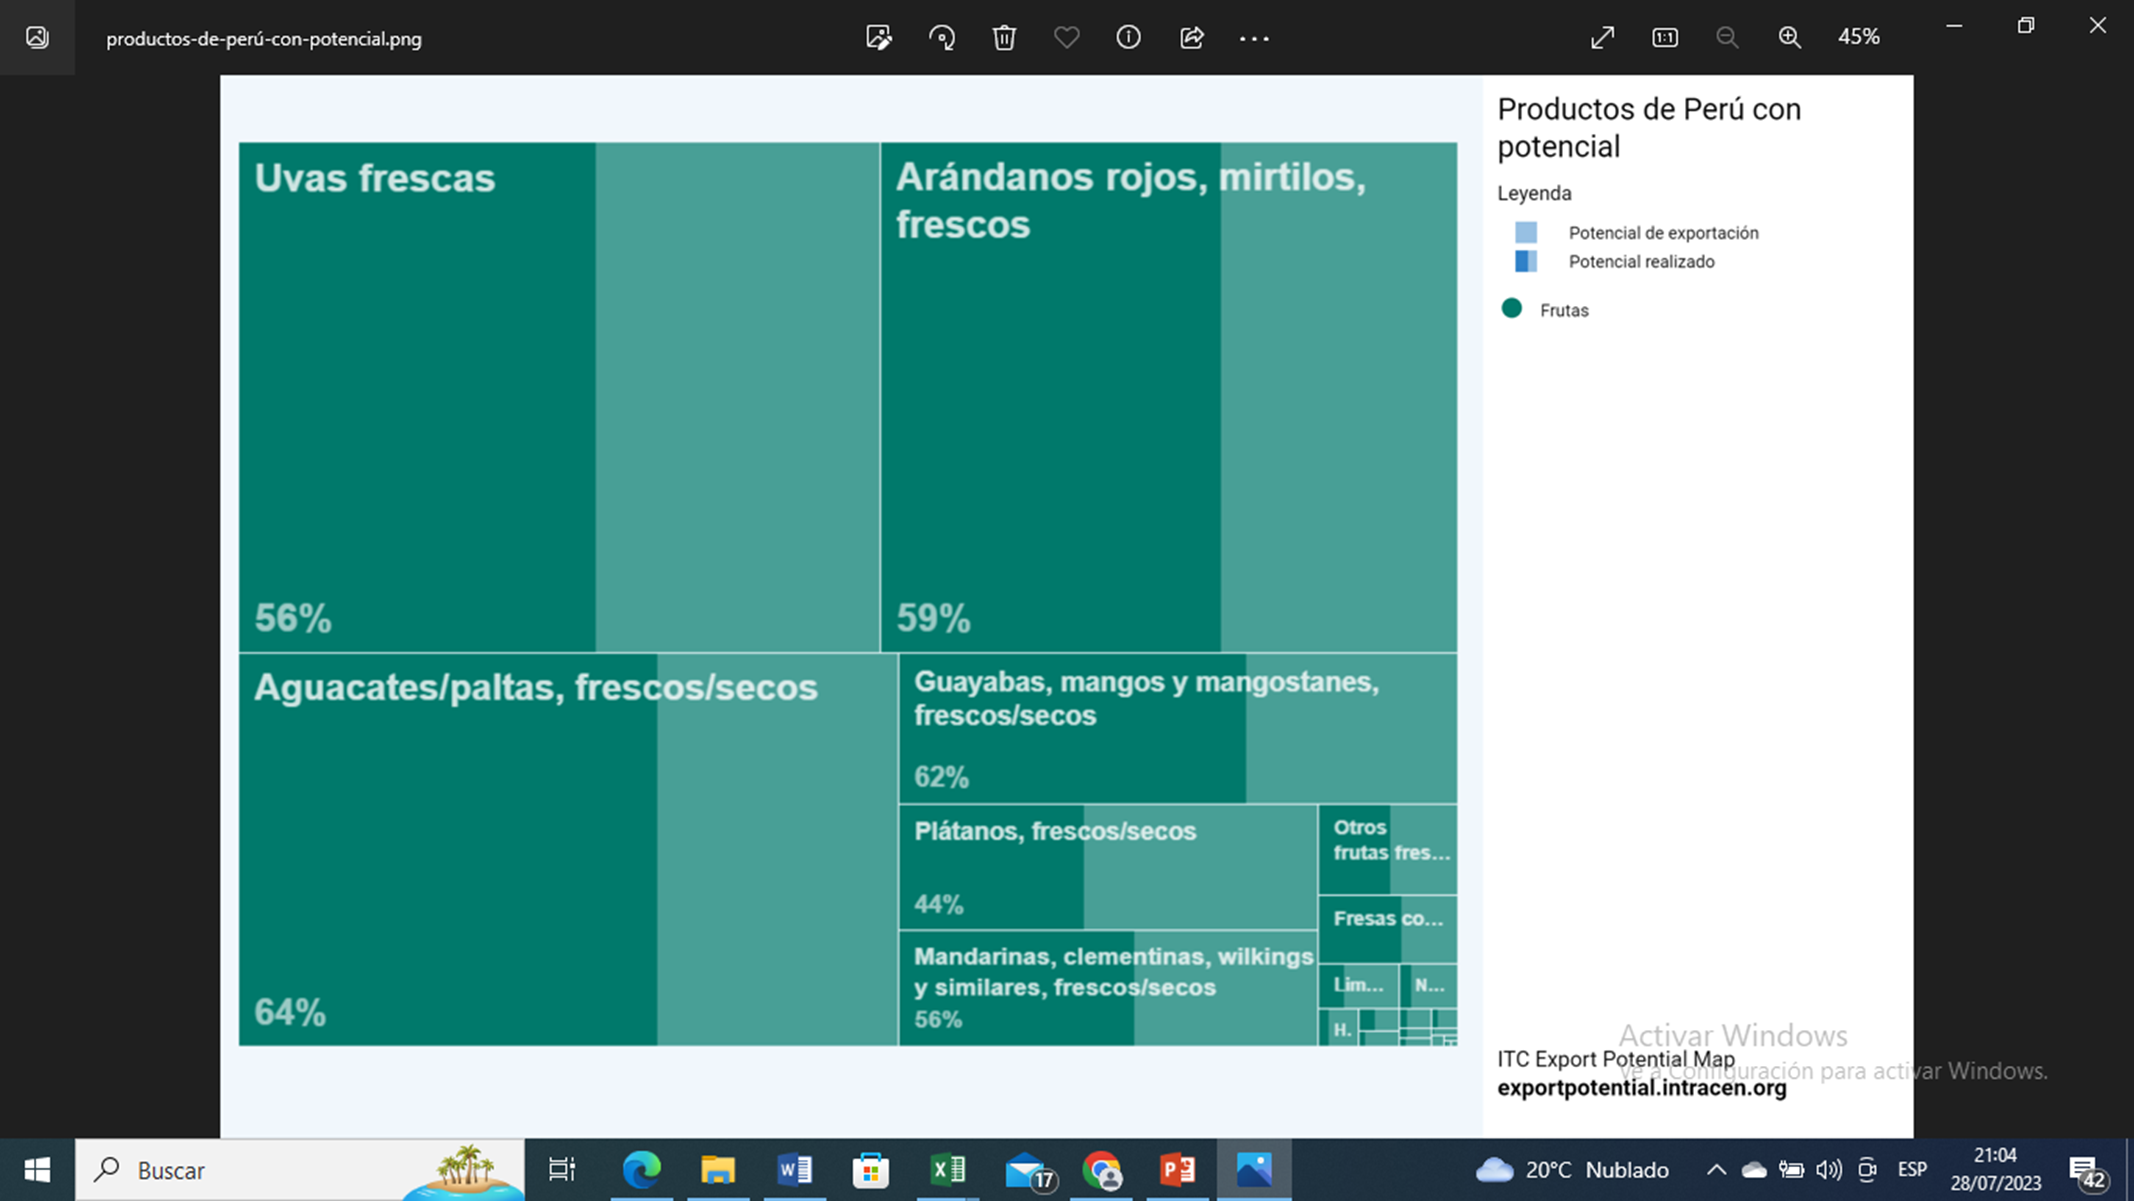 productos-de-perú-con-potencial.png
45%
Uvas frescas
56%
Arándanos rojos, mirtilos,
frescos
59%
Aguacates/paltas, frescos/secos
64%
Guayabas, mangos y mangostanes,
frescos/secos
62%
Plátanos, frescos/secos
44%
Mandarinas, clementinas, wilkings
y similares, frescos/secos
56%
Otros
frutas fres...
Fresas co...
Lim...
N...
H.
Productos de Perú con
potencial
Leyenda
Potencial de exportación
Potencial realizado
Frutas
Activar Windows
Ve a Configuración para activar Windows.
ITC Export Potential Map
exportpotential.intracen.org
Buscar
17
20°C Nublado
ESP
21:04
28/07/2023
42